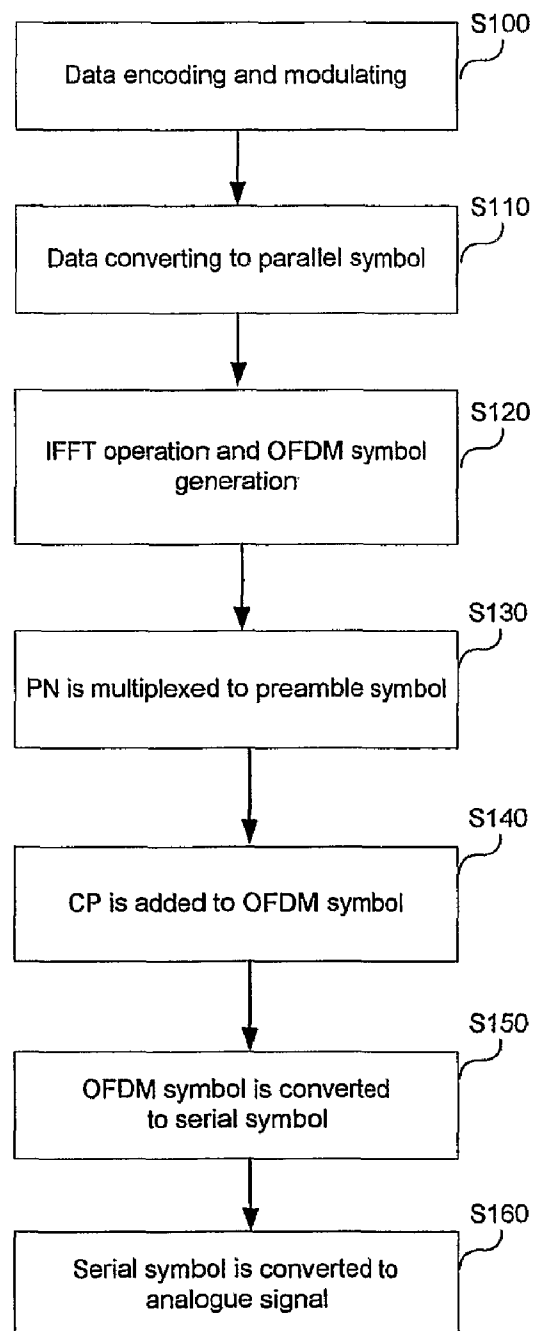 S100
Data encoding and modulating
S110
Data converting to parallel symbol
S120
IFFT operation and OFDM symbol
generation
S130
PN is multiplexed to preamble symbol
S140
CP is added to OFDM symbol
S150
OFDM symbol is converted
to serial symbol
S160
Serial symbol is converted to
analogue signal